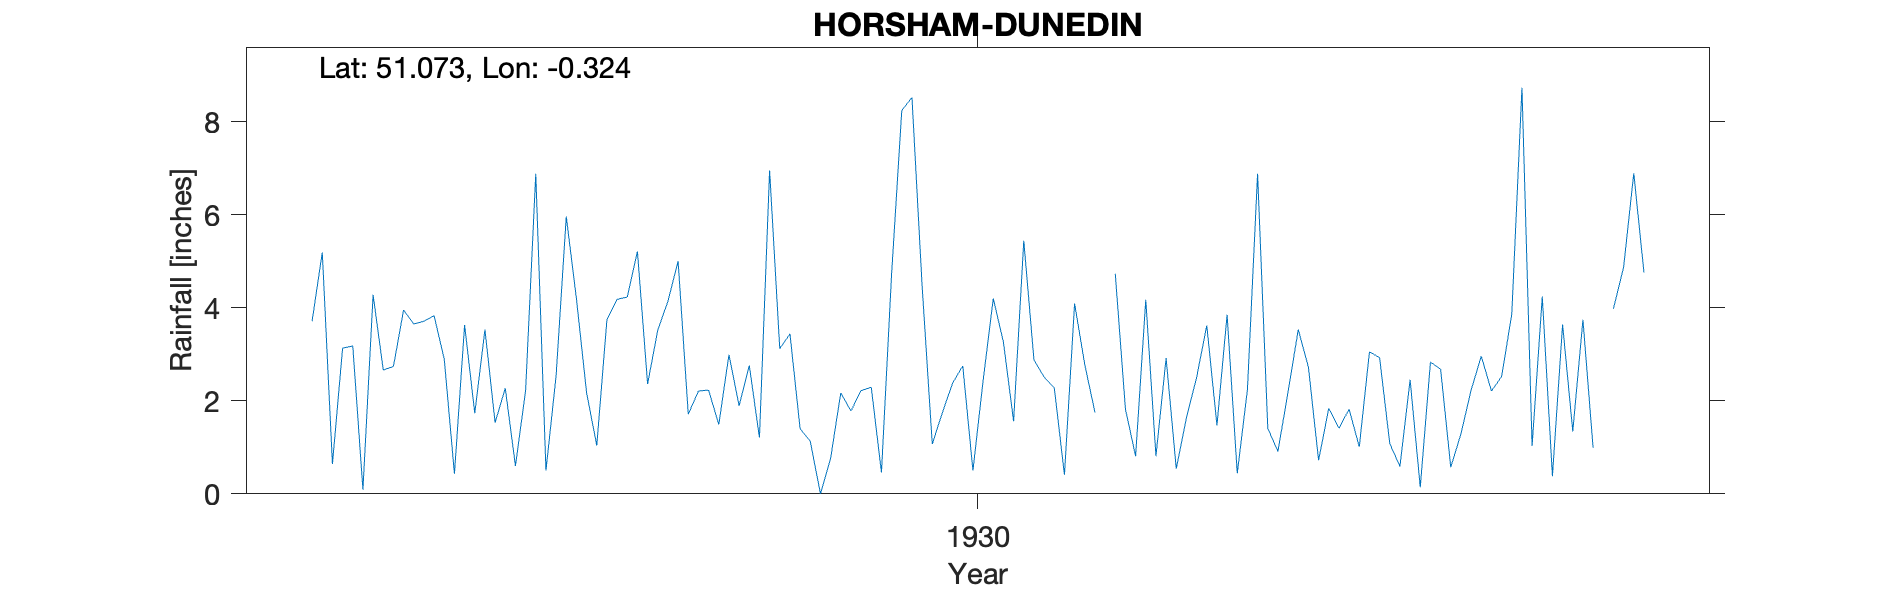 HORSHAM-DUNEDIN
Lat: 51.073, Lon: -0.324
8
6
4
2
0
Rainfall [inches]
1930
Year